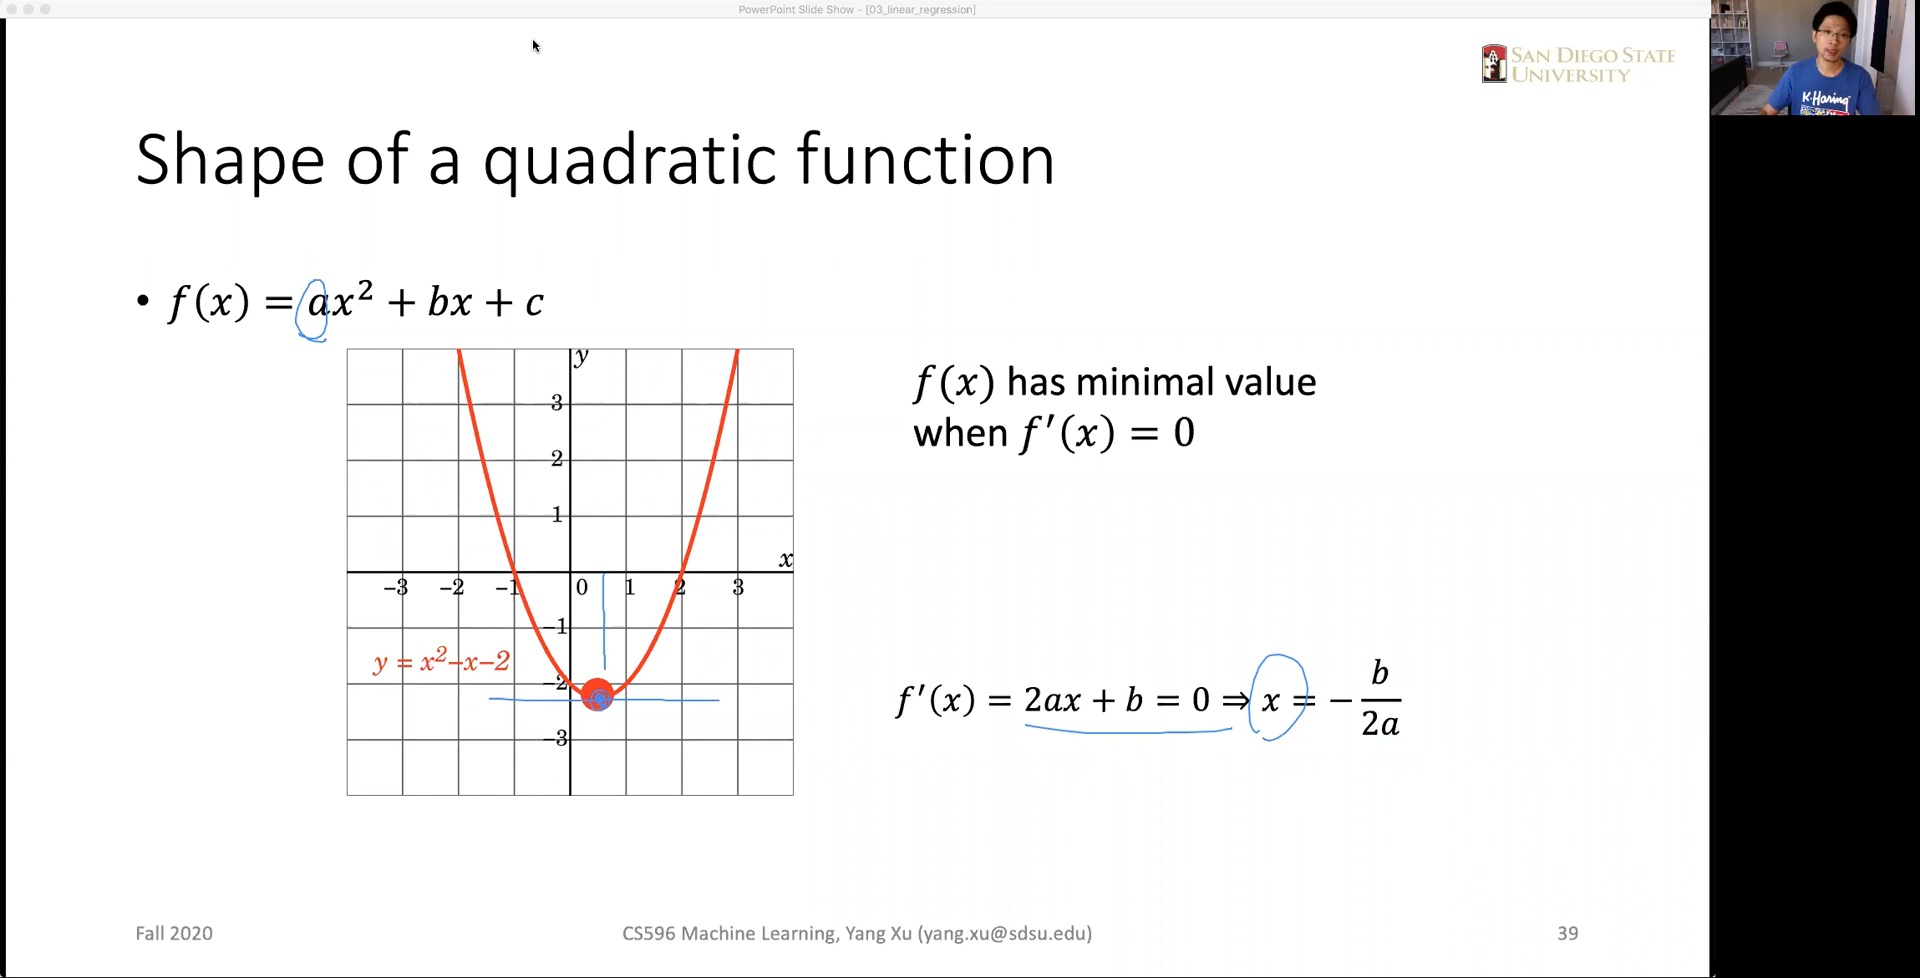 PowerPoint Slide Show - [03_linear_regression]
SAN DIEGO STATE
UNIVERSITY
K·Haring
Shape of a quadratic function
• f(x) = ax² + bx + c
y
3
2
1
x
−3 −2 −1 0 1 2 3
−1
y = x²−x−2
−2
−3
f(x) has minimal value
when f′(x) = 0
f′(x) = 2ax + b = 0 ⇒ x = − b/2a
Fall 2020
CS596 Machine Learning, Yang Xu (yang.xu@sdsu.edu)
39